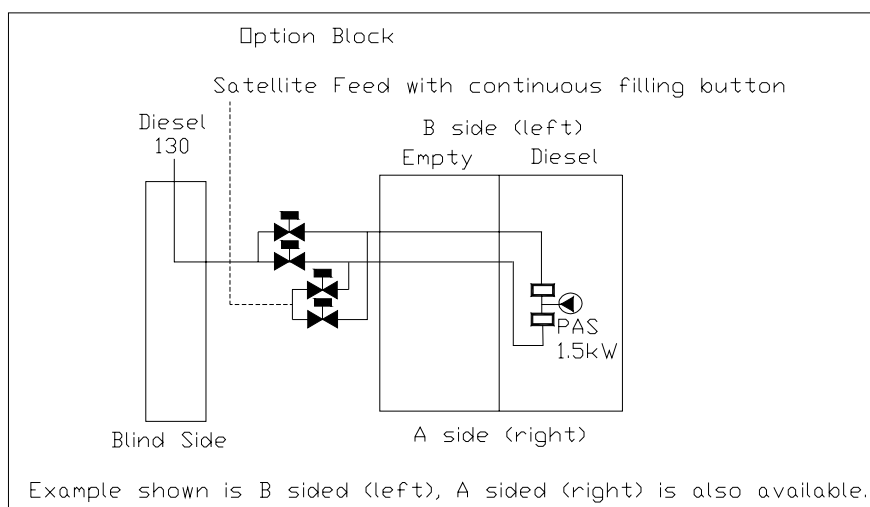 Option Block
Satellite Feed with continuous filling button
Diesel
130
B side (left)
Empty
Diesel
PAS
1.5kW
Blind Side
A side (right)
Example shown is B sided (left), A sided (right) is also available.